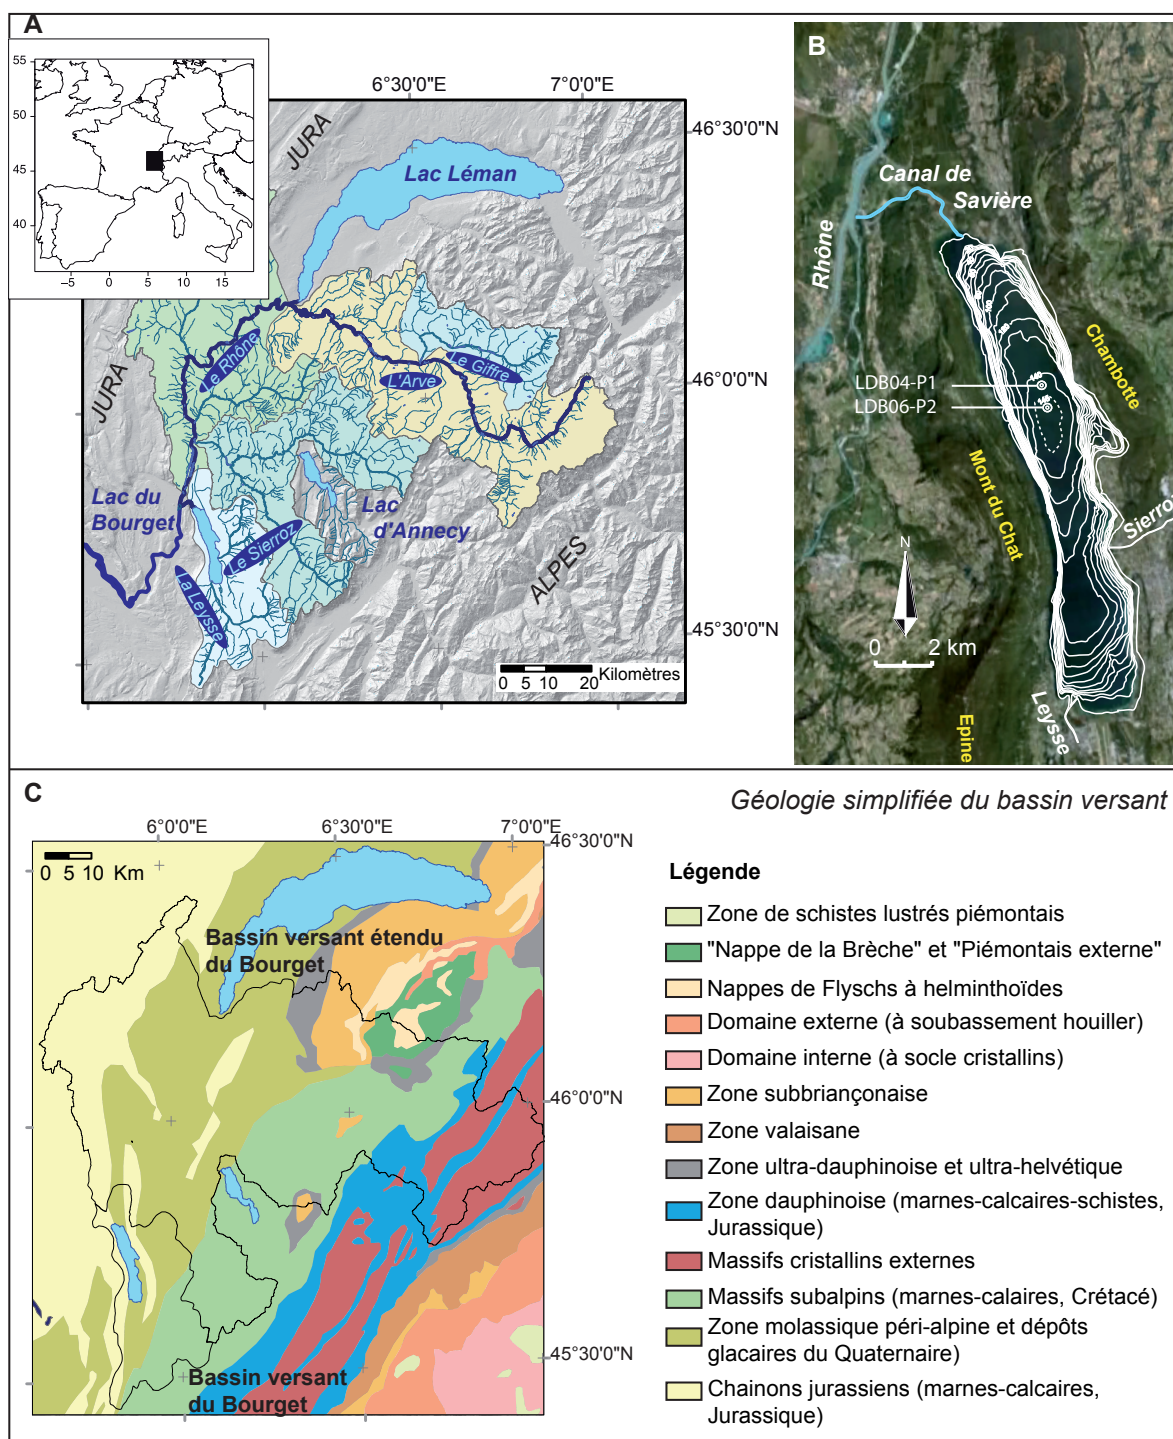 A
55
50
45
40
−5
0
5
10
15
6°30'0"E
7°0'0"E
46°30'0"N
46°0'0"N
45°30'0"N
JURA
Lac Léman
Le Rhône
L'Arve
Le Giffre
JURA
Lac du
Bourget
Le Sierroz
Lac
d'Annecy
La Leysse
ALPES
0 5 10 20 Kilomètres
B
Canal de
Savière
Rhône
Chambotte
LDB04-P1
LDB06-P2
Mont du Chat
Sierroz
N
0 2 km
Epine
Leysse
C
Géologie simplifiée du bassin versant
6°0'0"E
6°30'0"E
7°0'0"E
46°30'0"N
46°0'0"N
45°30'0"N
0 5 10 Km
Bassin versant étendu
du Bourget
Bassin versant
du Bourget
Légende
Zone de schistes lustrés piémontais
"Nappe de la Brèche" et "Piémontais externe"
Nappes de Flyschs à helminthoïdes
Domaine externe (à soubassement houiller)
Domaine interne (à socle cristallins)
Zone subbriançonaise
Zone valaisane
Zone ultra-dauphinoise et ultra-helvétique
Zone dauphinoise (marnes-calcaires-schistes,
Jurassique)
Massifs cristallins externes
Massifs subalpins (marnes-calaires, Crétacé)
Zone molassique péri-alpine et dépôts
glacaires du Quaternaire)
Chainons jurassiens (marnes-calcaires,
Jurassique)